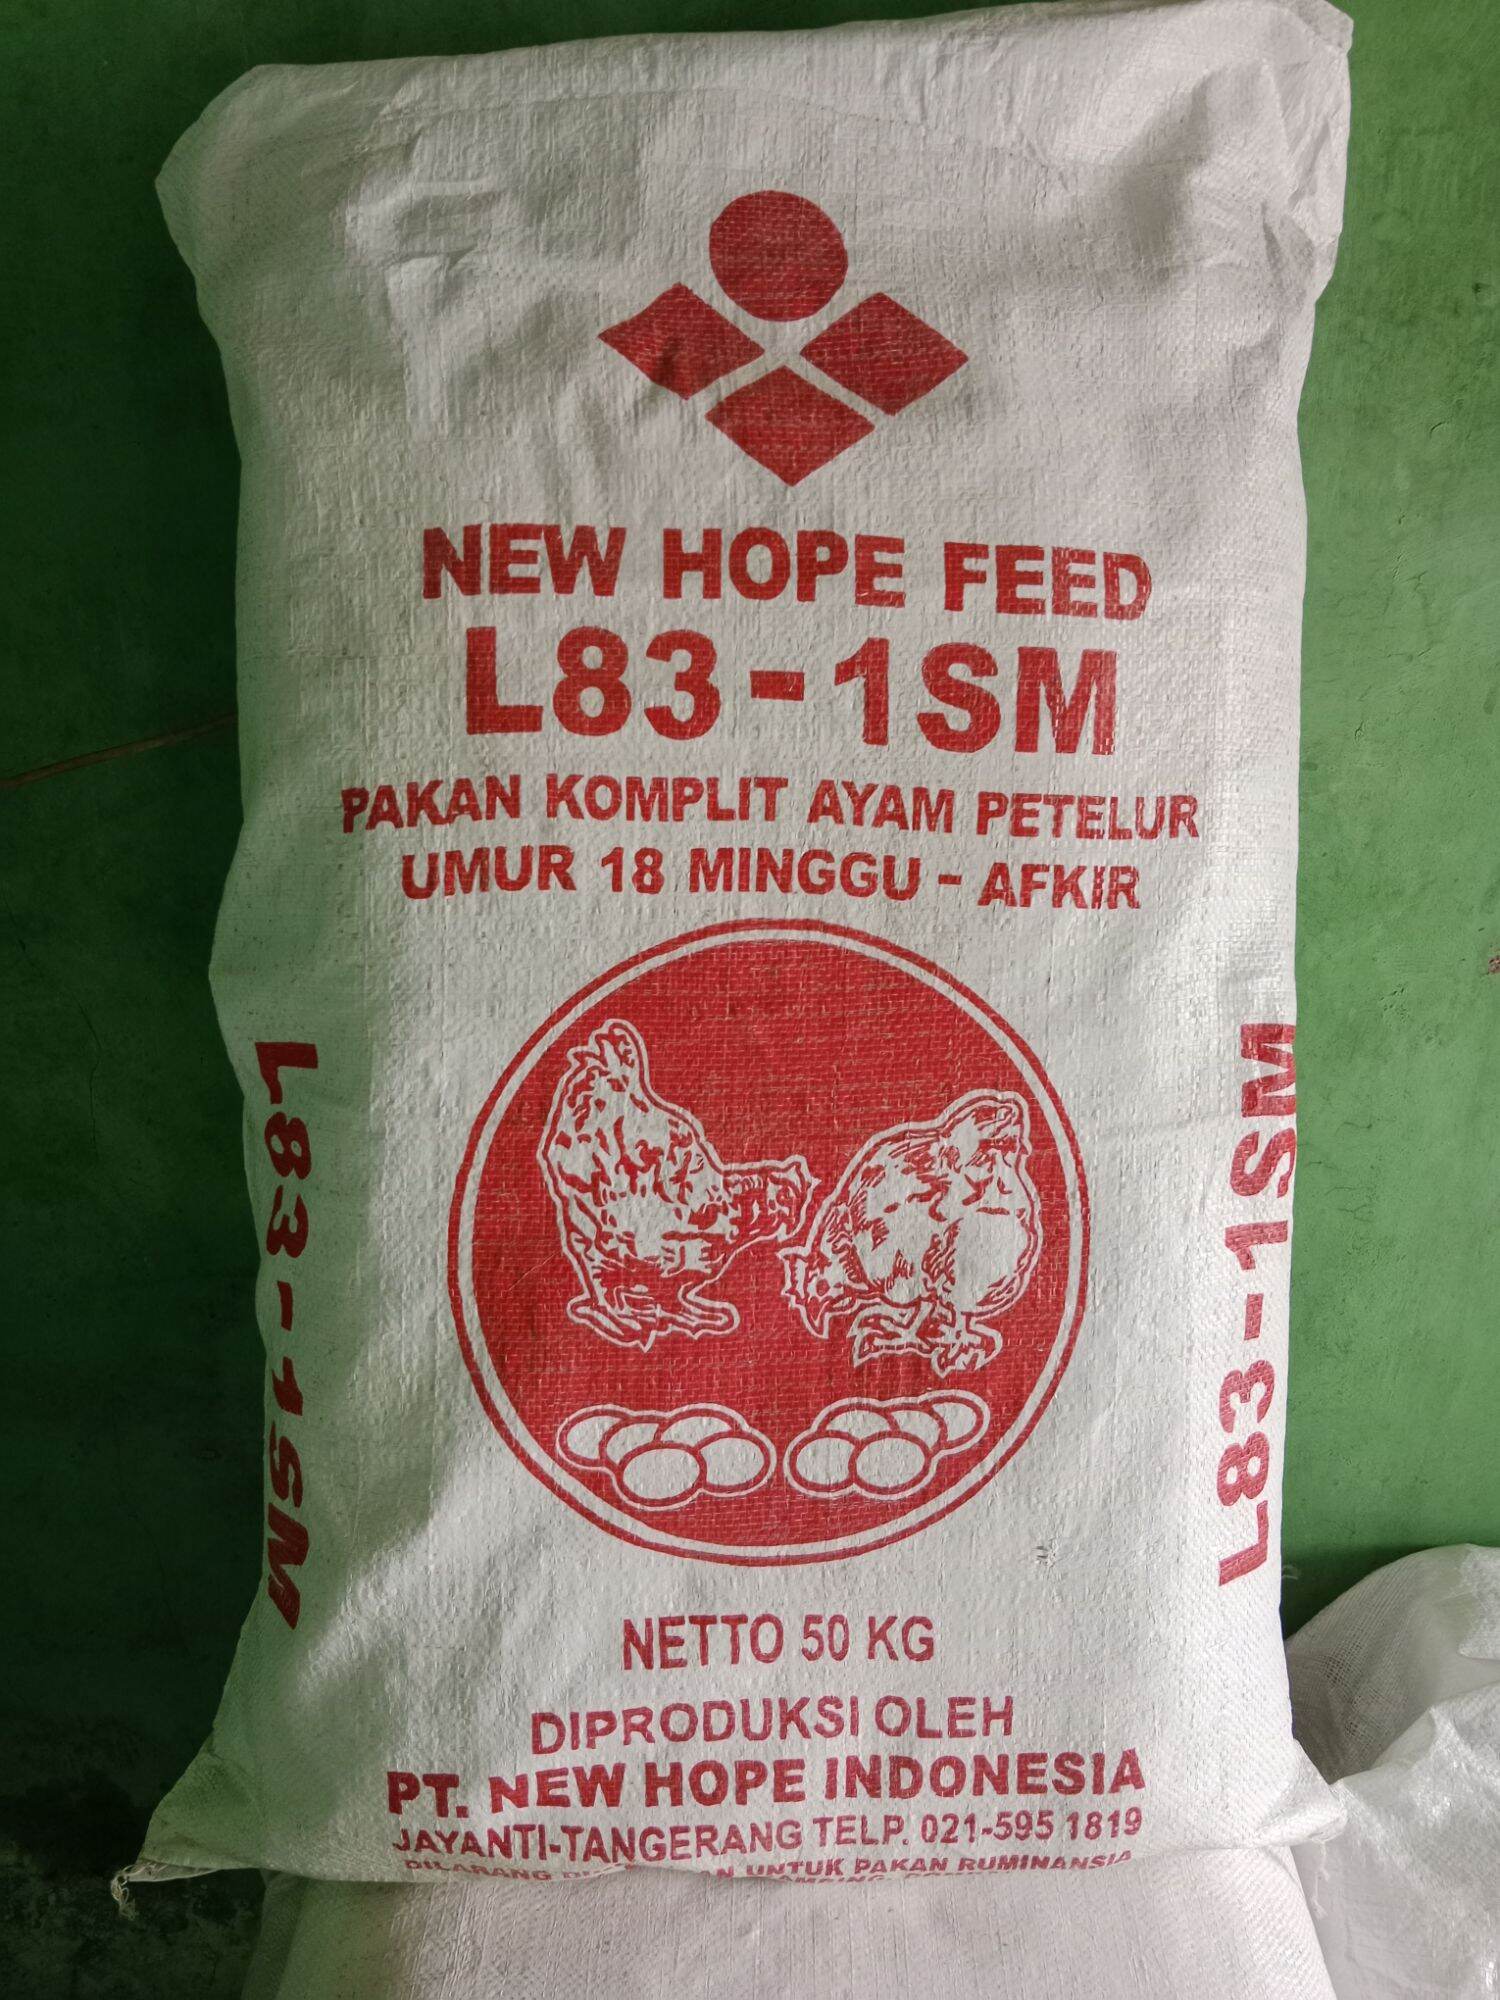 NEW HOPE FEED
L83-1SM
PAKAN KOMPLIT AYAM PETELUR
UMUR 18 MINGGU - AFKIR
L83-1SM
L83-1SM
NETTO 50 KG
DIPRODUKSI OLEH
PT. NEW HOPE INDONESIA
JAYANTI-TANGERANG TELP. 021-595 1819
DILARANG UNTUK PAKAN RUMINANSIA